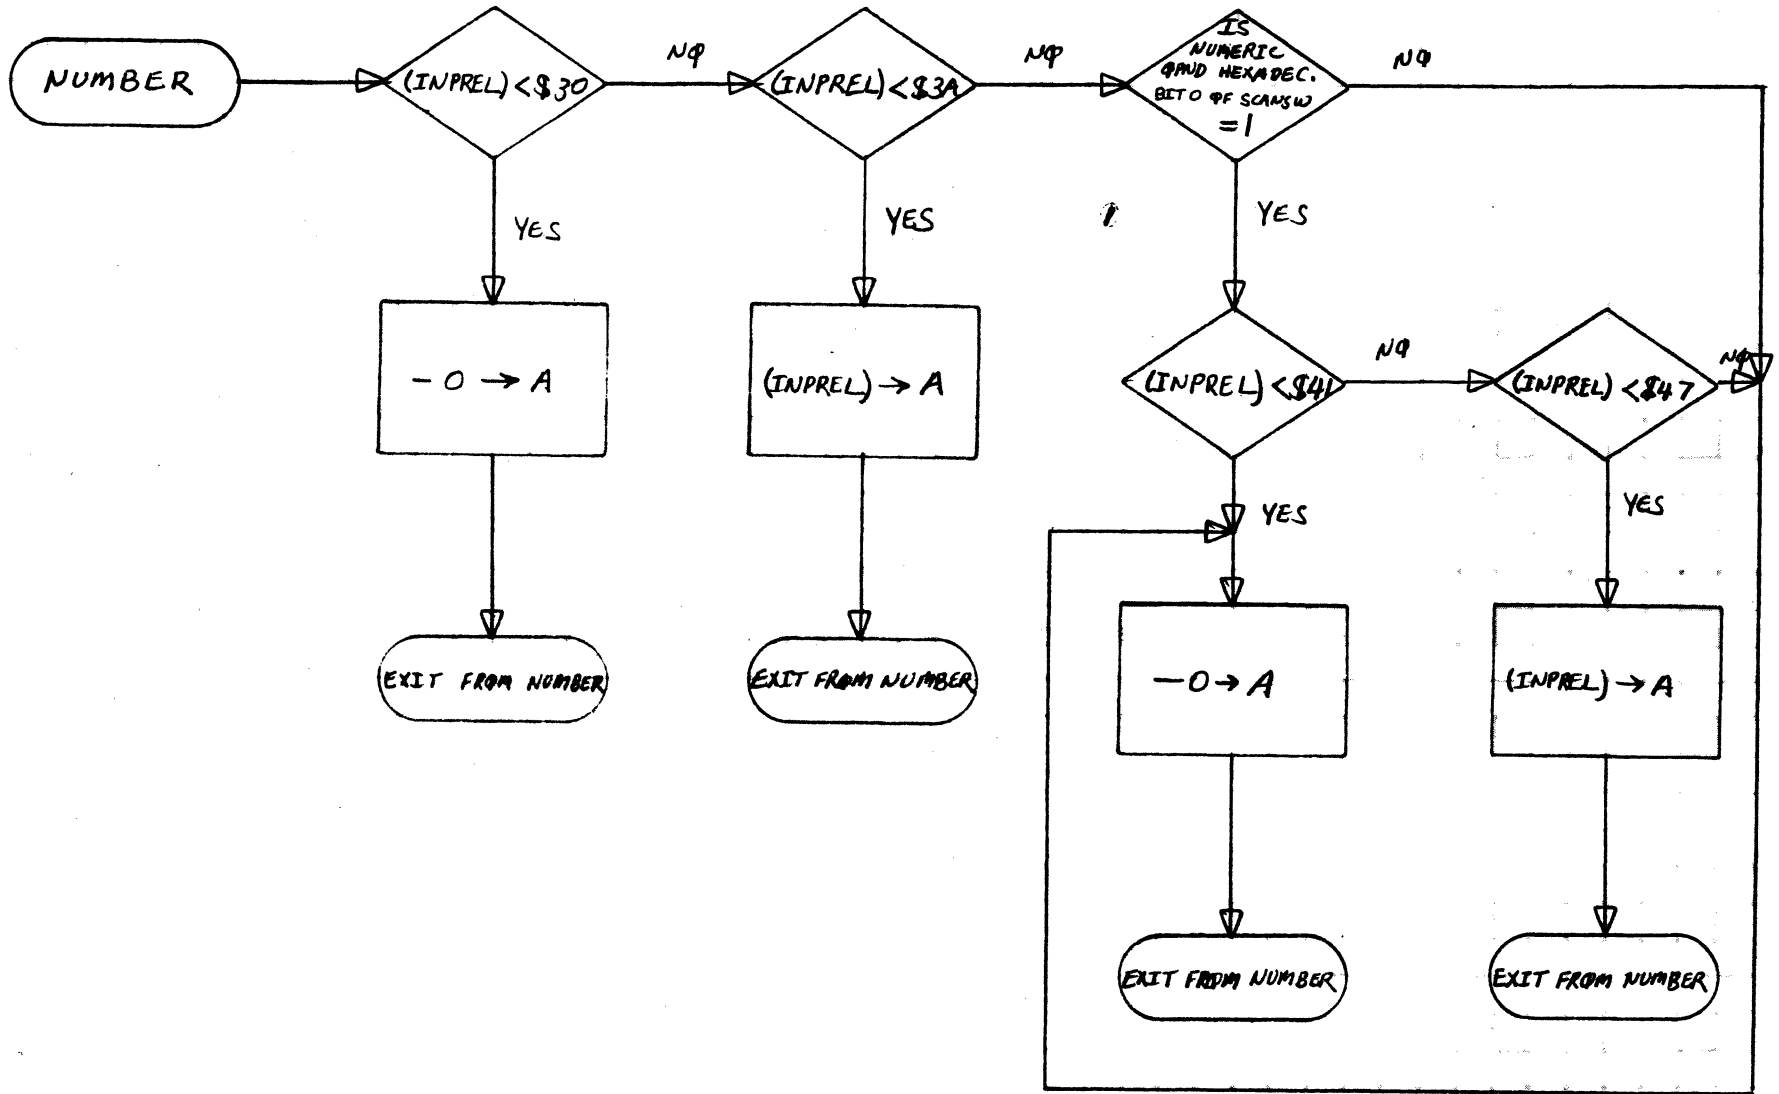 NUMBER
(INPREL) < $30
NO
(INPREL) < $3A
NO
IS
NUMERIC
OPND HEXADEC.
BIT 0 OF SCANSW
= 1
NO
YES
YES
YES
- 0 → A
(INPREL) → A
(INPREL) < $41
NO
(INPREL) < $47
NO
YES
YES
EXIT FROM NUMBER
EXIT FROM NUMBER
- 0 → A
(INPREL) → A
EXIT FROM NUMBER
EXIT FROM NUMBER